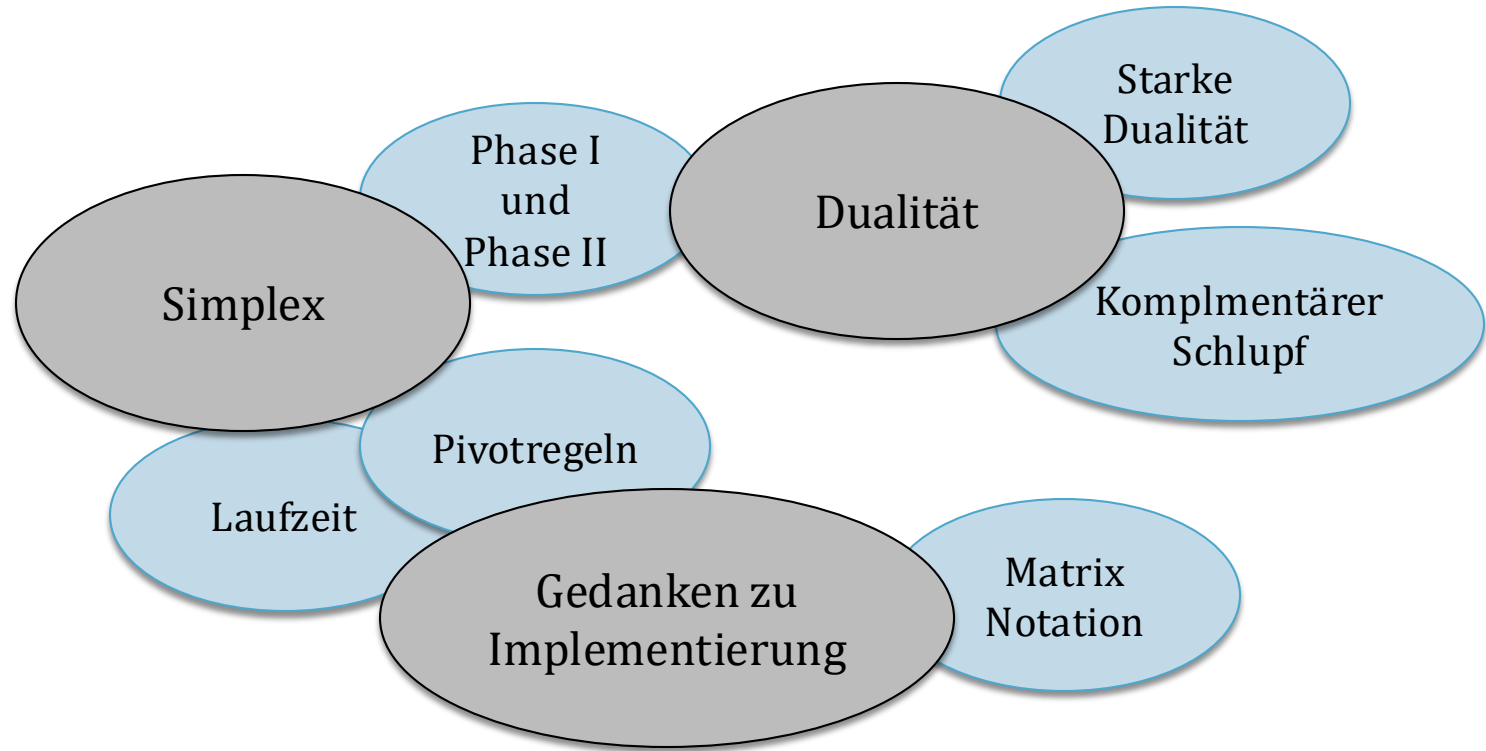 Starke
Dualität
Phase I
und
Phase II
Dualität
Simplex
Komplmentärer
Schlupf
Pivotregeln
Laufzeit
Gedanken zu
Implementierung
Matrix
Notation